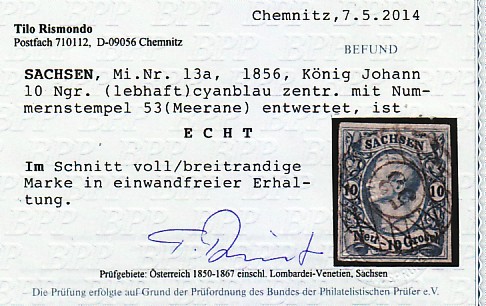 Chemnitz,7.5.2014
Tilo Rismondo
Postfach 710112, D-09056 Chemnitz
BEFUND
SACHSEN, Mi.Nr. 13a, 1856, König Johann
10 Ngr. (lebhaft)cyanblau zentr. mit Num-
mernstempel 53(Meerane) entwertet, ist
ECHT
Im Schnitt voll/breitrandige
Marke in einwandfreier Erhal-
tung.
SACHSEN
10 10
Neu-10 Grosch.
Prüfgebiete: Österreich 1850-1867 einschl. Lombardei-Venetien, Sachsen
Die Prüfung erfolgte auf Grund der Prüfordnung des Bundes der Philatelistischen Prüfer e.V.